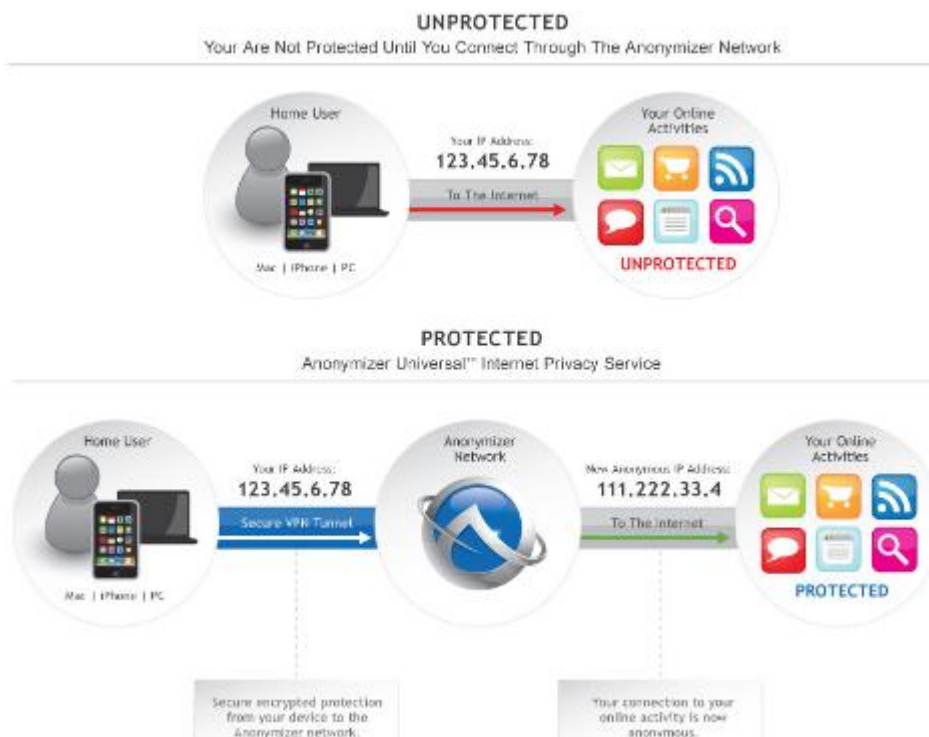 UNPROTECTED
Your Are Not Protected Until You Connect Through The Anonymizer Network
Home User
Mac | iPhone | PC
Your IP Address:
123.45.6.78
To The Internet
Your Online
Activities
UNPROTECTED
PROTECTED
Anonymizer Universal™ Internet Privacy Service
Home User
Mac | iPhone | PC
Your IP Address:
123.45.6.78
Secure VPN Tunnel
Anonymizer
Network
New Anonymous IP Address:
111.222.33.4
To The Internet
Your Online
Activities
PROTECTED
Secure encrypted protection
from your device to the
Anonymizer network.
Your connection to your
online activity is now
anonymous.